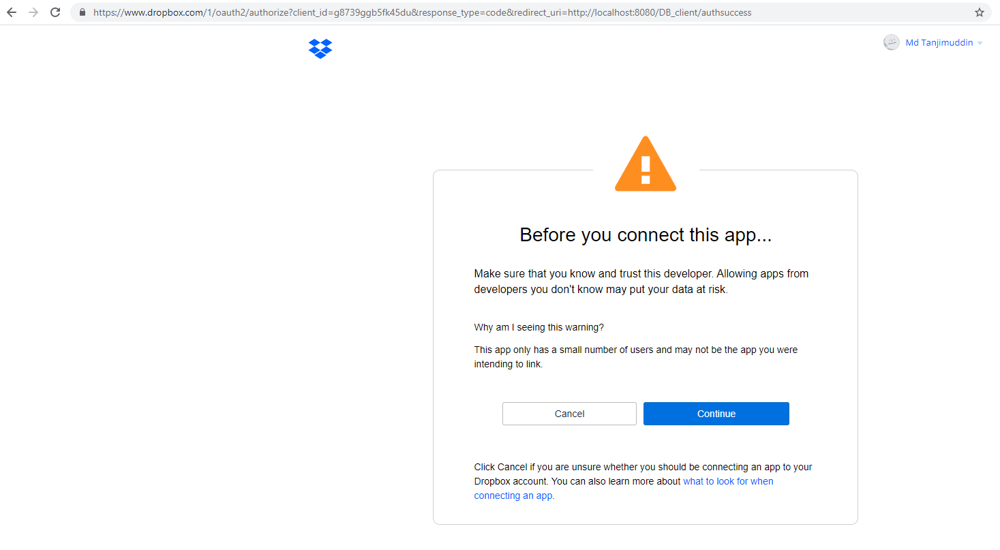 https://www.dropbox.com/1/oauth2/authorize?client_id=g8739ggb5fk45du&response_type=code&redirect_uri=http://localhost:8080/DB_client/authsuccess
Md Tanjimuddin
Before you connect this app...
Make sure that you know and trust this developer. Allowing apps from
developers you don't know may put your data at risk.
Why am I seeing this warning?
This app only has a small number of users and may not be the app you were
intending to link.
Cancel
Continue
Click Cancel if you are unsure whether you should be connecting an app to your
Dropbox account. You can also learn more about what to look for when
connecting an app.